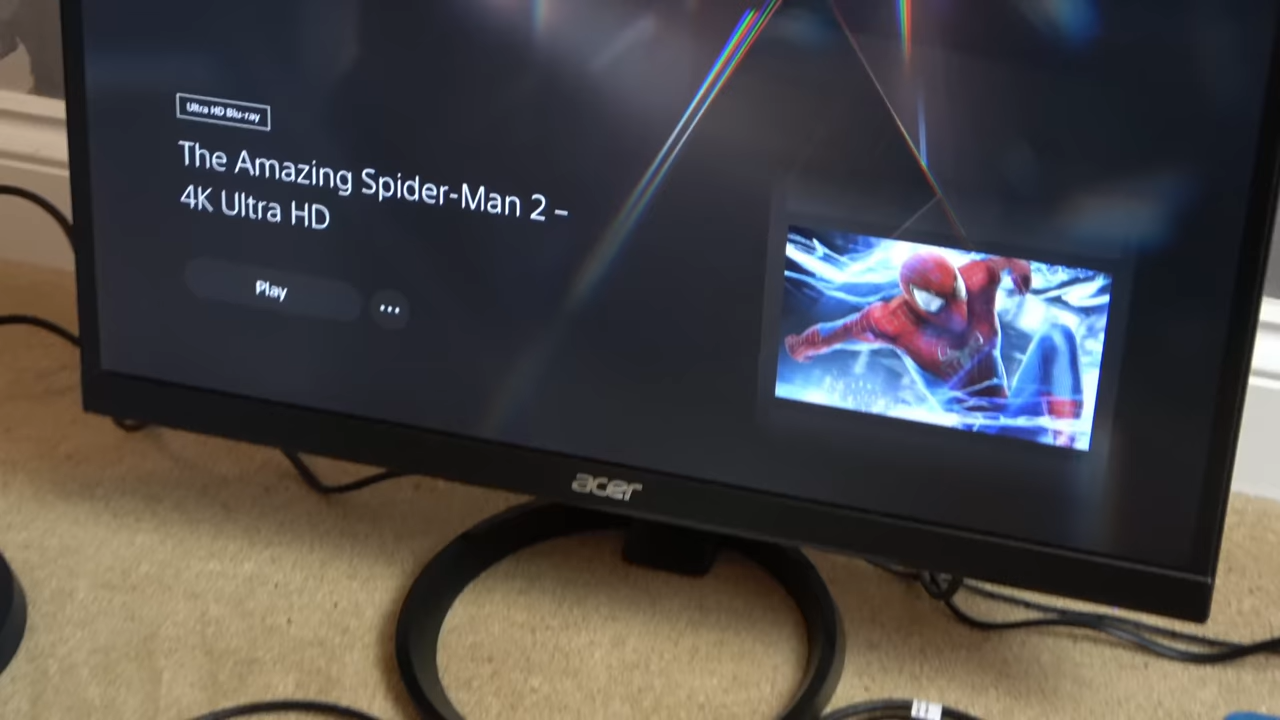 Ultra HD Blu-ray
The Amazing Spider-Man 2 –
4K Ultra HD
Play
acer